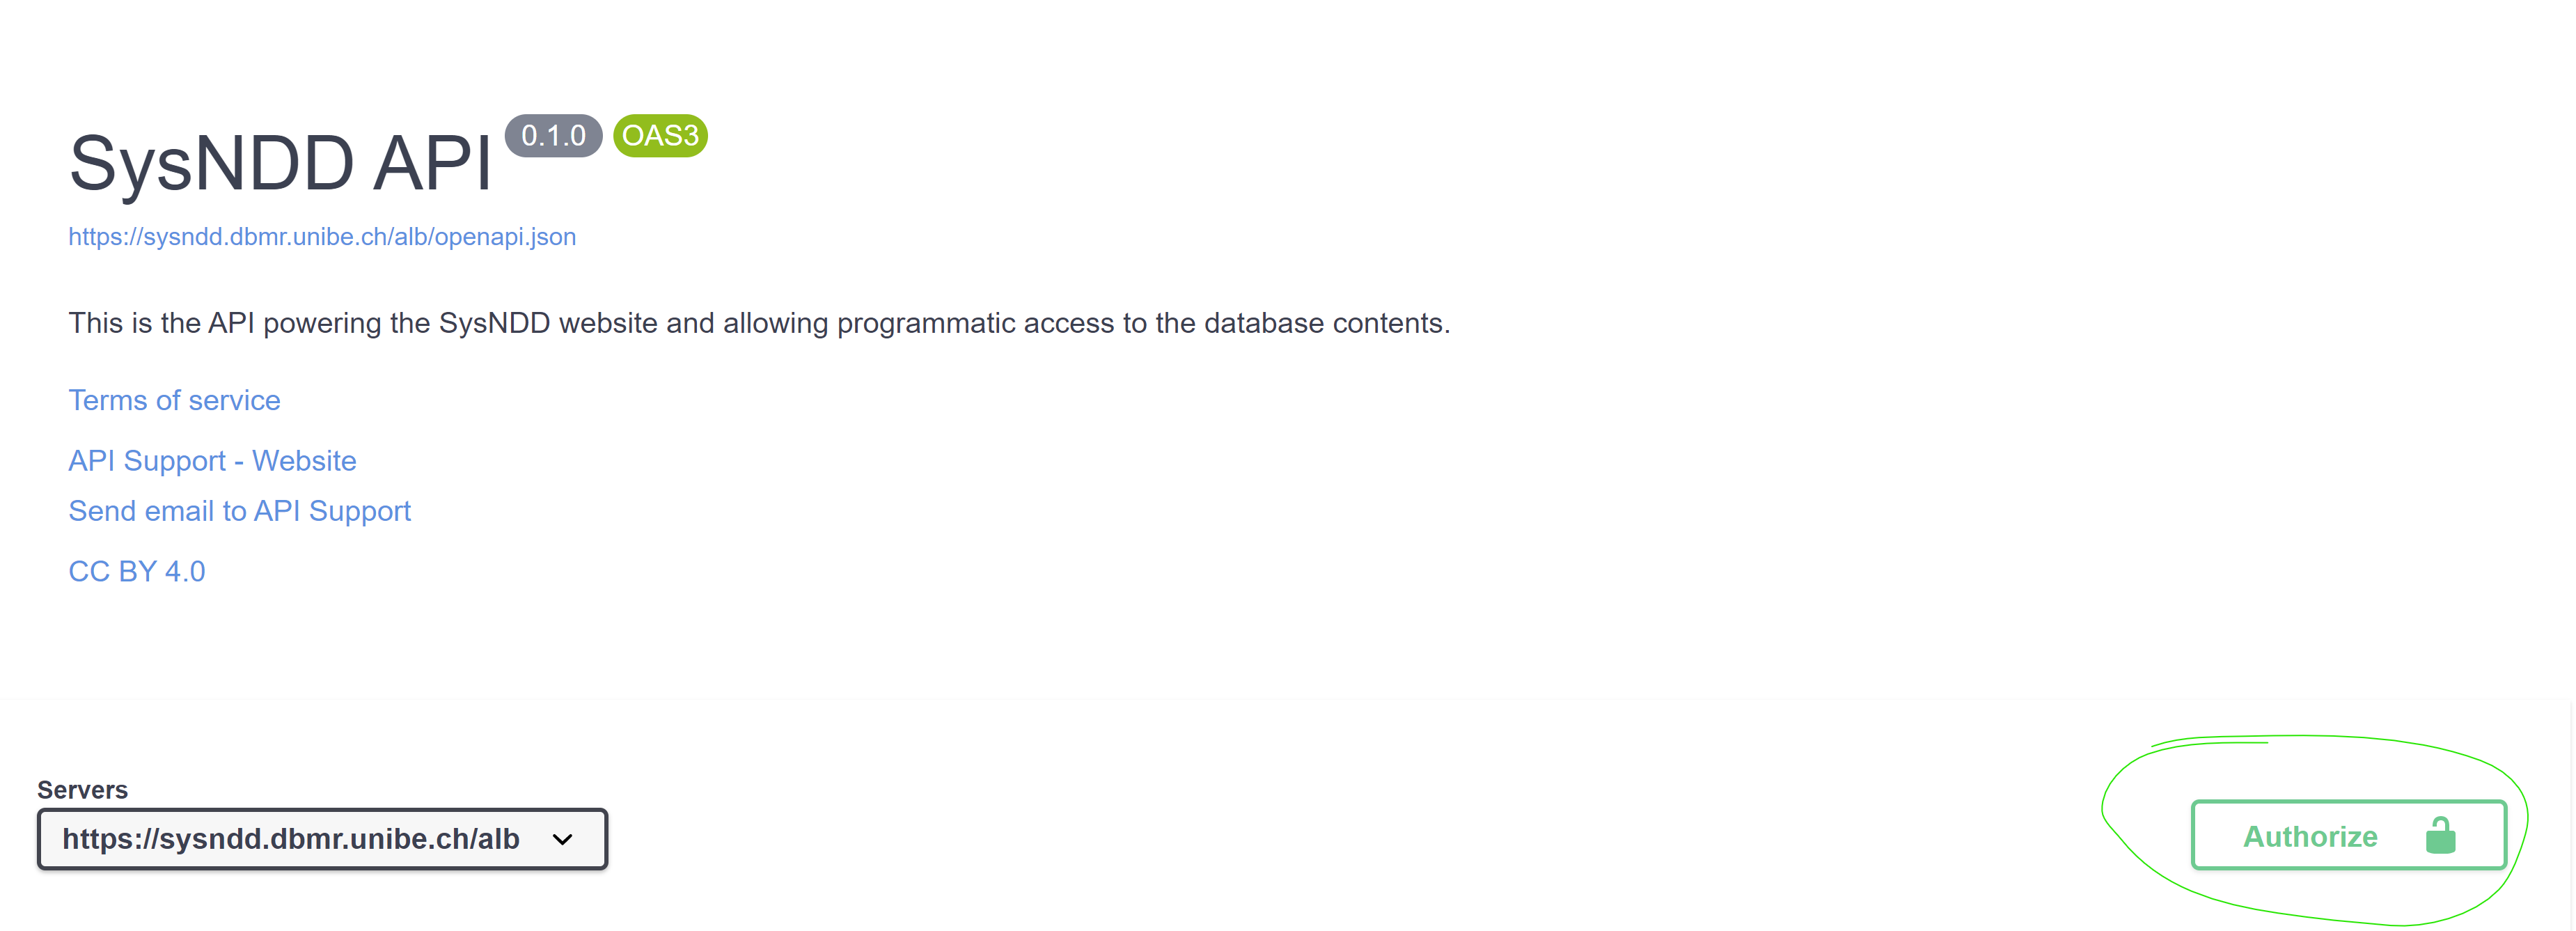 SysNDD API 0.1.0 OAS3
https://sysndd.dbmr.unibe.ch/alb/openapi.json
This is the API powering the SysNDD website and allowing programmatic access to the database contents.
Terms of service
API Support - Website
Send email to API Support
CC BY 4.0
Servers
https://sysndd.dbmr.unibe.ch/alb
Authorize